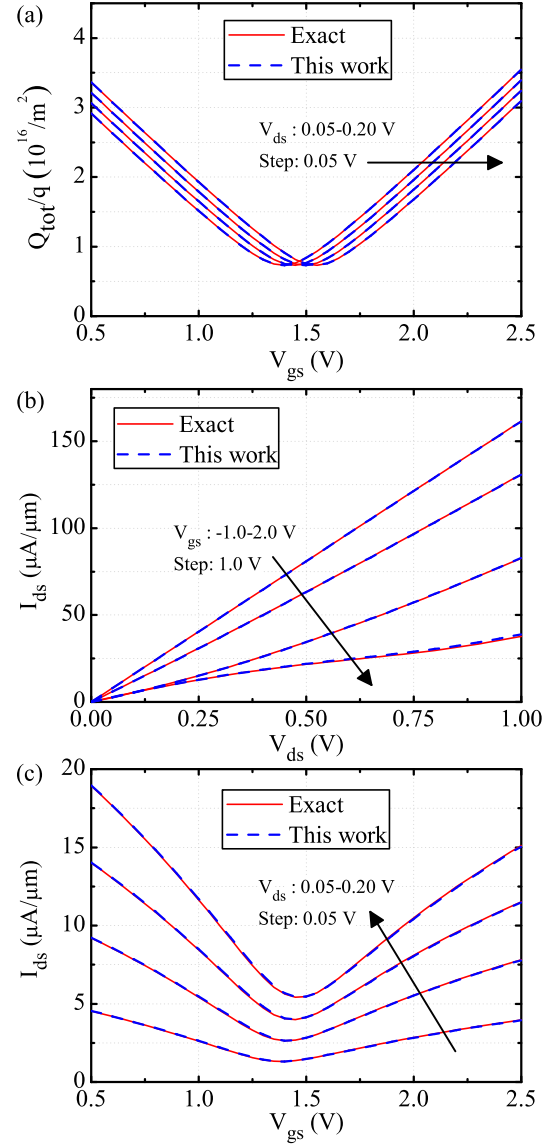 (a)
Exact
This work
V_ds : 0.05-0.20 V
Step: 0.05 V
Q_tot/q (10^16/m^2)
4
3
2
1
0
0.5 1.0 1.5 2.0 2.5
V_gs (V)
(b)
Exact
This work
V_gs : -1.0-2.0 V
Step: 1.0 V
I_ds (μA/μm)
150
100
50
0
0.00 0.25 0.50 0.75 1.00
V_ds (V)
(c)
Exact
This work
V_ds : 0.05-0.20 V
Step: 0.05 V
I_ds (μA/μm)
20
15
10
5
0
0.5 1.0 1.5 2.0 2.5
V_gs (V)